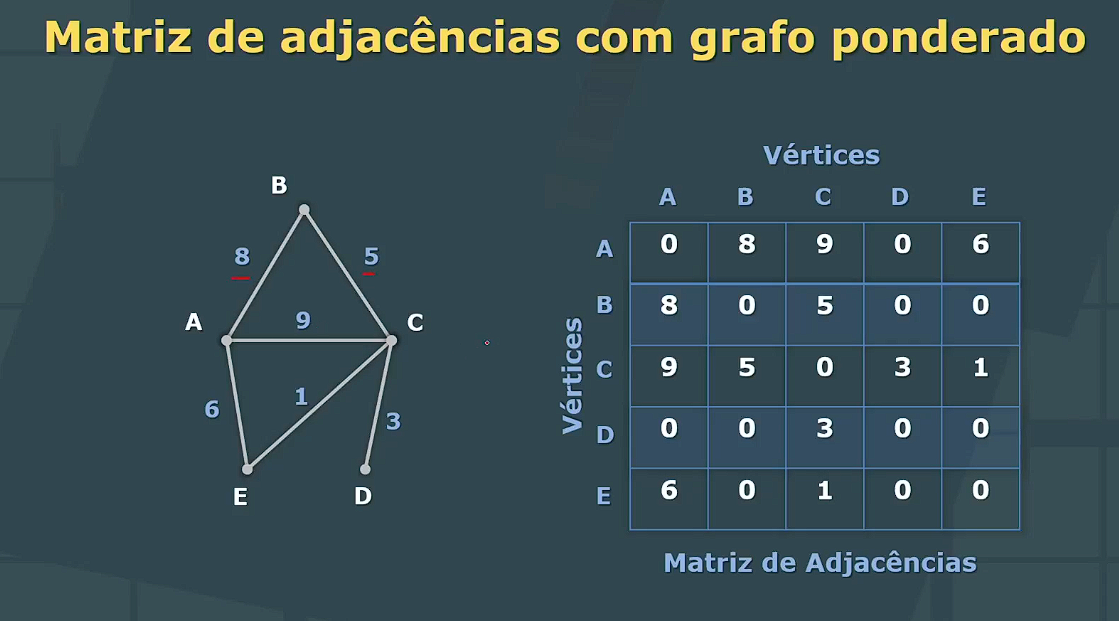 Matriz de adjacências com grafo ponderado
B
8
5
A
9
C
6
1
3
E
D
Vértices
A B C D E
Vértices
A 0 8 9 0 6
B 8 0 5 0 0
C 9 5 0 3 1
D 0 0 3 0 0
E 6 0 1 0 0
Matriz de Adjacências